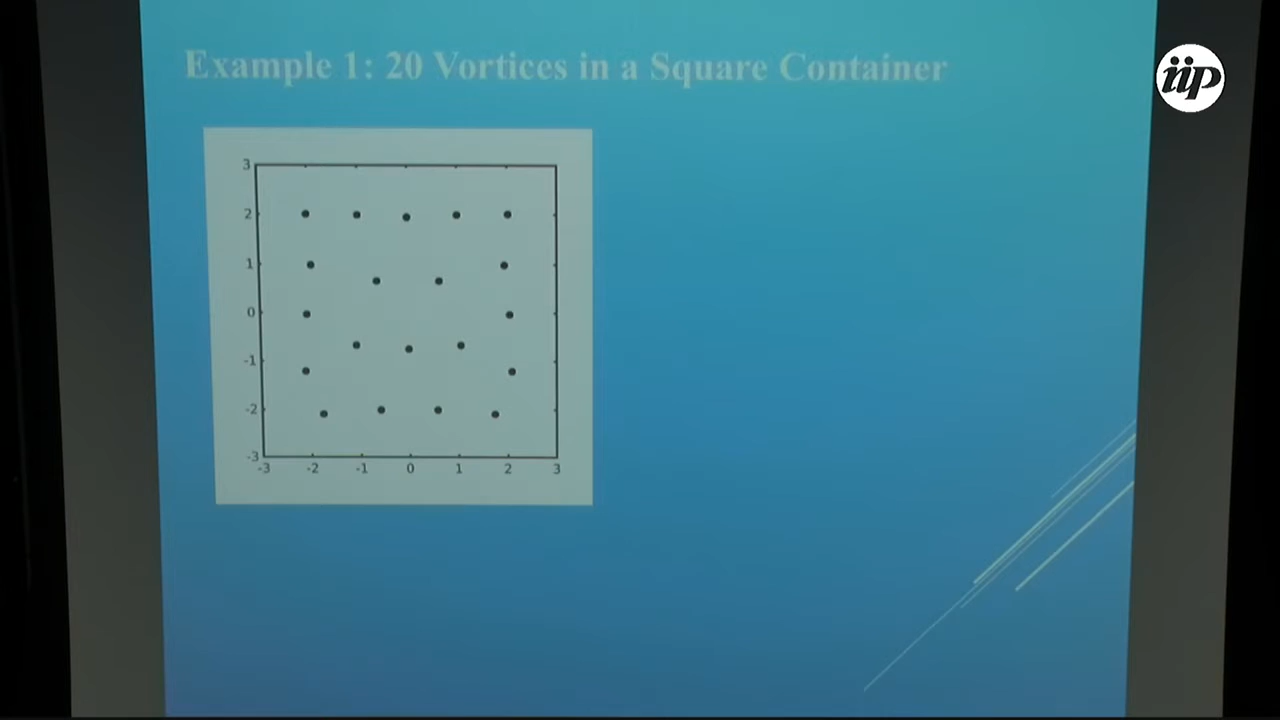 Example 1: 20 Vortices in a Square Container
iip
3
2
1
0
-1
-2
-3
-3 -2 -1 0 1 2 3